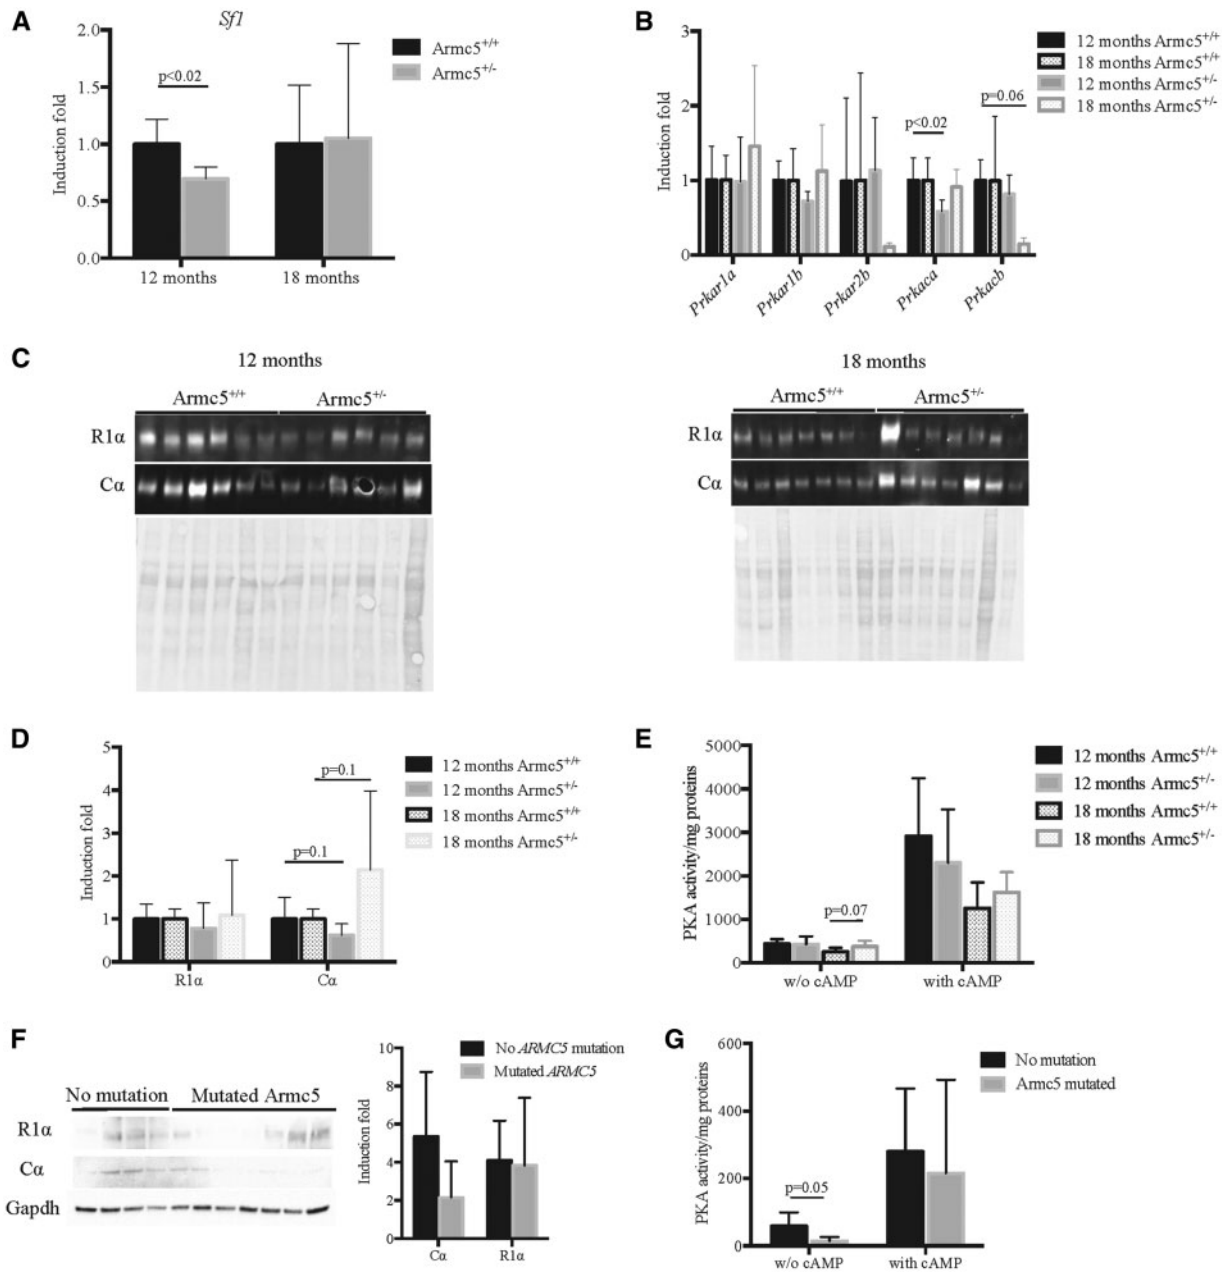 A
Sf1
2.0
1.5
1.0
0.5
0.0
Induction fold
p<0.02
12 months
18 months
Armc5+/+
Armc5+/-
B
3
2
1
0
Induction fold
p<0.02
p=0.06
Prkar1a
Prkar1b
Prkar2b
Prkaca
Prkacb
12 months Armc5+/+
18 months Armc5+/+
12 months Armc5+/-
18 months Armc5+/-
C
12 months
Armc5+/+ Armc5+/-
R1α
Cα
18 months
Armc5+/+ Armc5+/-
R1α
Cα
D
5
4
3
2
1
0
Induction fold
p=0.1
p=0.1
R1α
Cα
12 months Armc5+/+
12 months Armc5+/-
18 months Armc5+/+
18 months Armc5+/-
E
5000
4000
3000
2000
1000
0
PKA activity/mg proteins
p=0.07
w/o cAMP
with cAMP
12 months Armc5+/+
12 months Armc5+/-
18 months Armc5+/+
18 months Armc5+/-
F
No mutation Mutated Armc5
R1α
Cα
Gapdh
10
8
6
4
2
0
Induction fold
Cα
R1α
No ARMC5 mutation
Mutated ARMC5
G
600
400
200
0
PKA activity/mg proteins
p=0.05
w/o cAMP
with cAMP
No mutation
Armc5 mutated